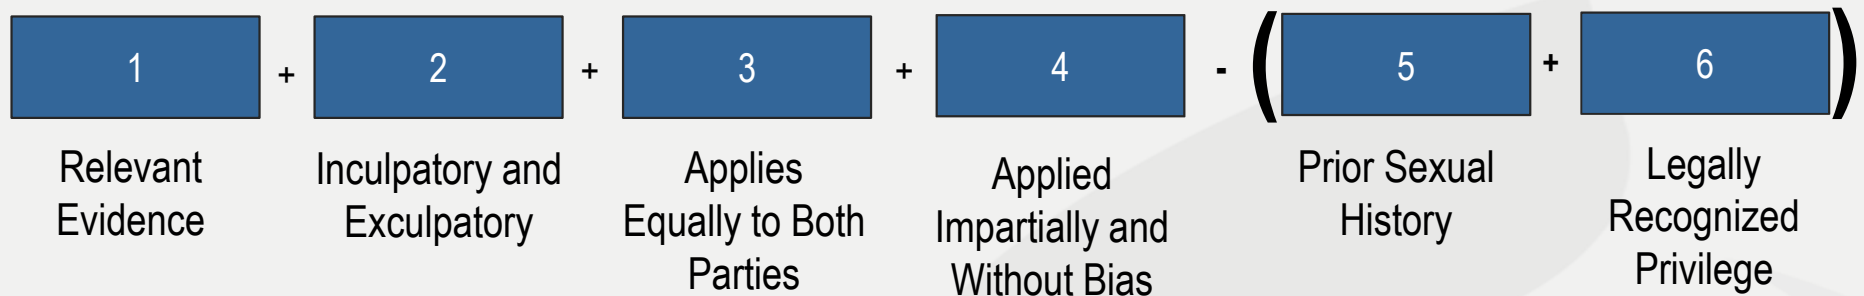 1 + 2 + 3 + 4 - ( 5 + 6 )
Relevant
Evidence
Inculpatory and
Exculpatory
Applies
Equally to Both
Parties
Applied
Impartially and
Without Bias
Prior Sexual
History
Legally
Recognized
Privilege